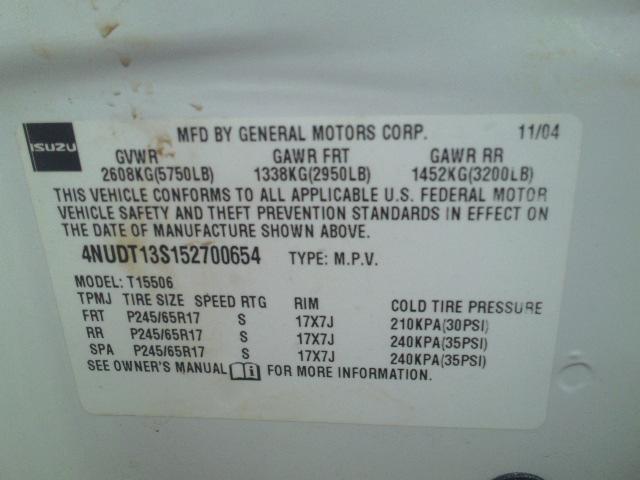 ISUZU
MFD BY GENERAL MOTORS CORP. 11/04
GVWR GAWR FRT GAWR RR
2608KG(5750LB) 1338KG(2950LB) 1452KG(3200LB)
THIS VEHICLE CONFORMS TO ALL APPLICABLE U.S. FEDERAL MOTOR
VEHICLE SAFETY AND THEFT PREVENTION STANDARDS IN EFFECT ON
THE DATE OF MANUFACTURE SHOWN ABOVE.
4NUDT13S152700654 TYPE: M.P.V.
MODEL: T15506
TPMJ TIRE SIZE SPEED RTG RIM COLD TIRE PRESSURE
FRT P245/65R17 S 17X7J 210KPA(30PSI)
RR P245/65R17 S 17X7J 240KPA(35PSI)
SPA P245/65R17 S 17X7J 240KPA(35PSI)
SEE OWNER'S MANUAL i FOR MORE INFORMATION.